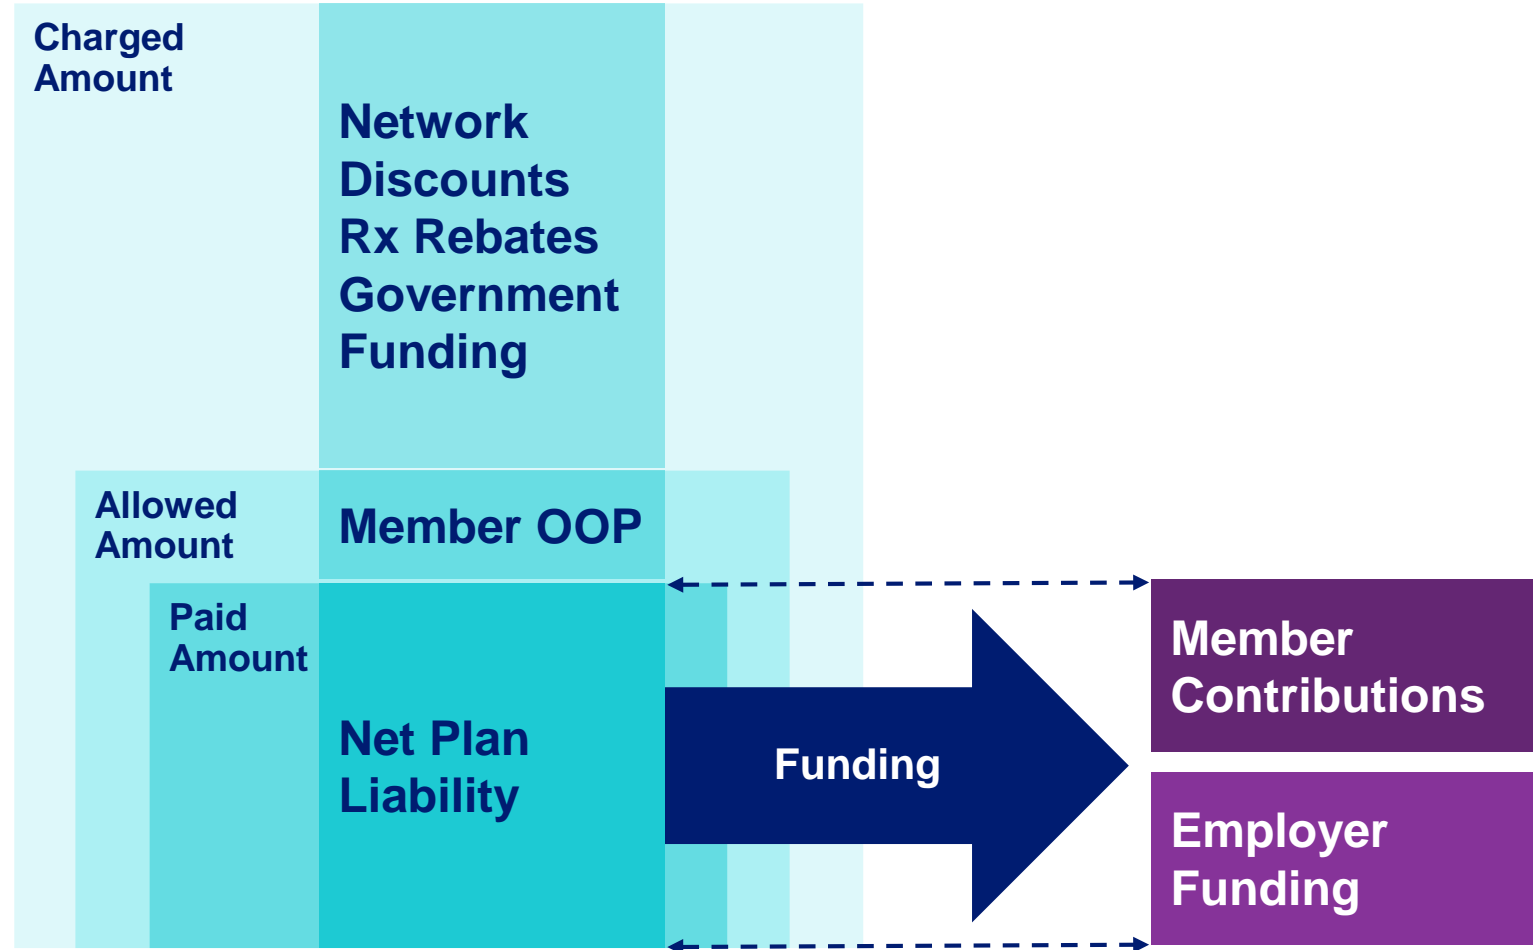 Charged
Amount
Network
Discounts
Rx Rebates
Government
Funding
Allowed
Amount
Member OOP
Paid
Amount
Net Plan
Liability
Funding
Member
Contributions
Employer
Funding